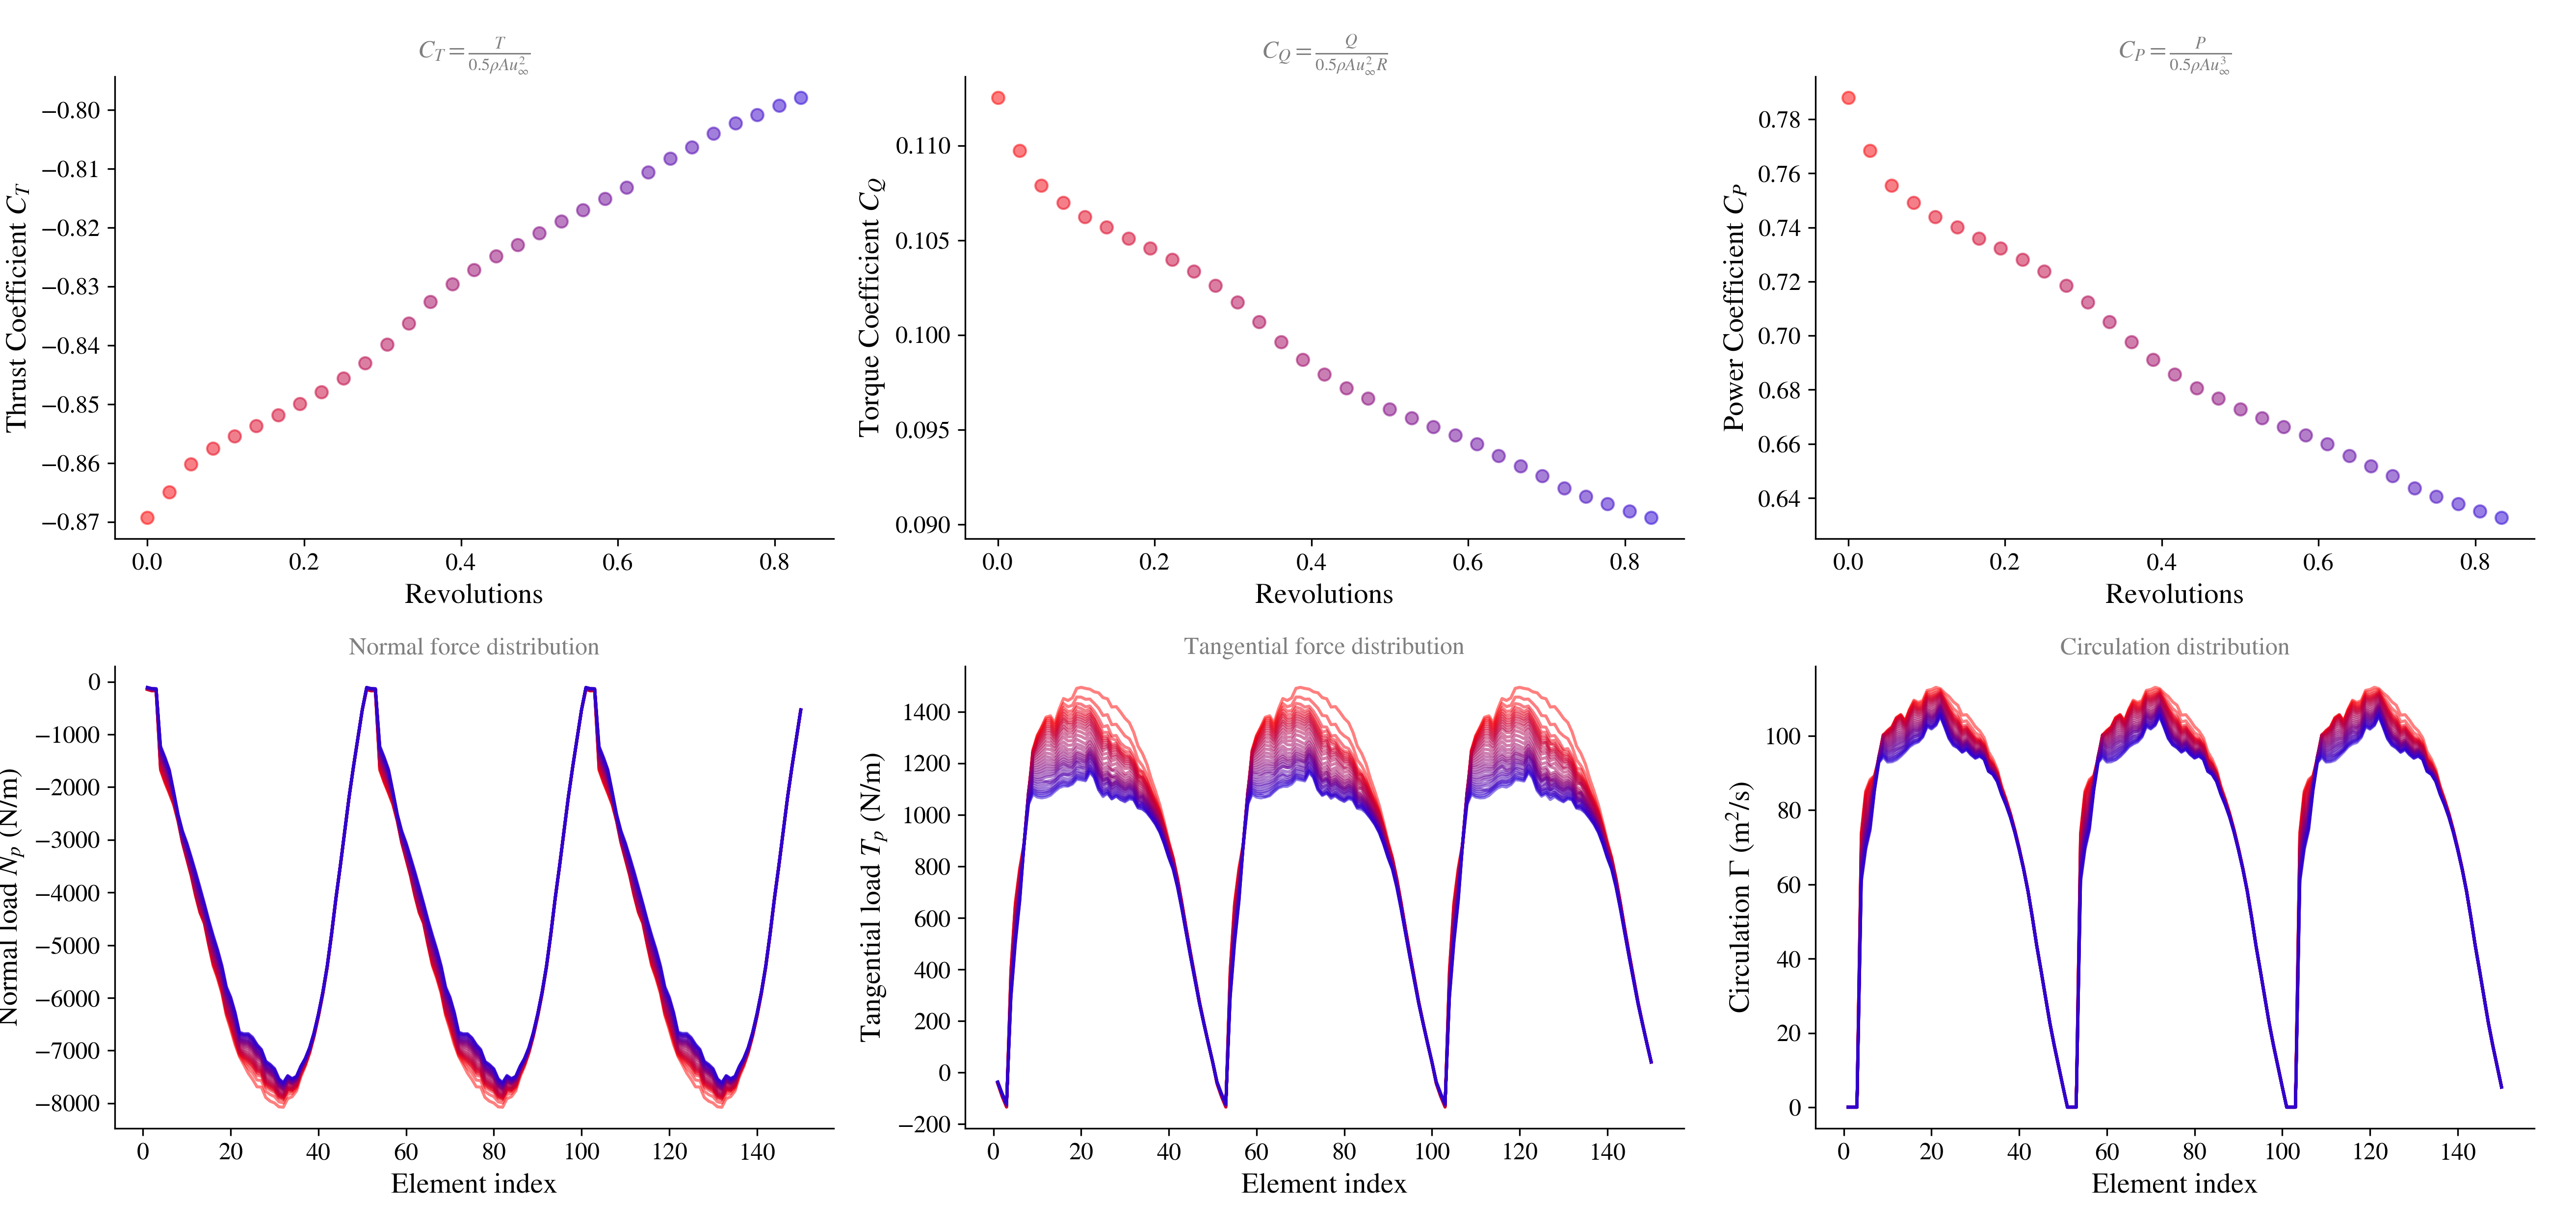 C_T = T / 0.5ρAu_∞^2
C_Q = Q / 0.5ρAu_∞^2 R
C_P = P / 0.5ρAu_∞^3
Thrust Coefficient C_T
−0.80
−0.81
−0.82
−0.83
−0.84
−0.85
−0.86
−0.87
0.0 0.2 0.4 0.6 0.8
Revolutions
Torque Coefficient C_Q
0.110
0.105
0.100
0.095
0.090
0.0 0.2 0.4 0.6 0.8
Revolutions
Power Coefficient C_P
0.78
0.76
0.74
0.72
0.70
0.68
0.66
0.64
0.0 0.2 0.4 0.6 0.8
Revolutions
Normal force distribution
Normal load N_p (N/m)
0
−1000
−2000
−3000
−4000
−5000
−6000
−7000
−8000
0 20 40 60 80 100 120 140
Element index
Tangential force distribution
Tangential load T_p (N/m)
1400
1200
1000
800
600
400
200
0
−200
0 20 40 60 80 100 120 140
Element index
Circulation distribution
Circulation Γ (m²/s)
100
80
60
40
20
0
0 20 40 60 80 100 120 140
Element index